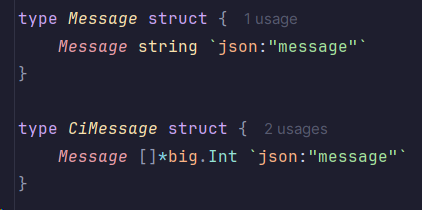 type Message struct { 1 usage
    Message string `json:"message"`
}

type CiMessage struct { 2 usages
    Message []*big.Int `json:"message"`
}